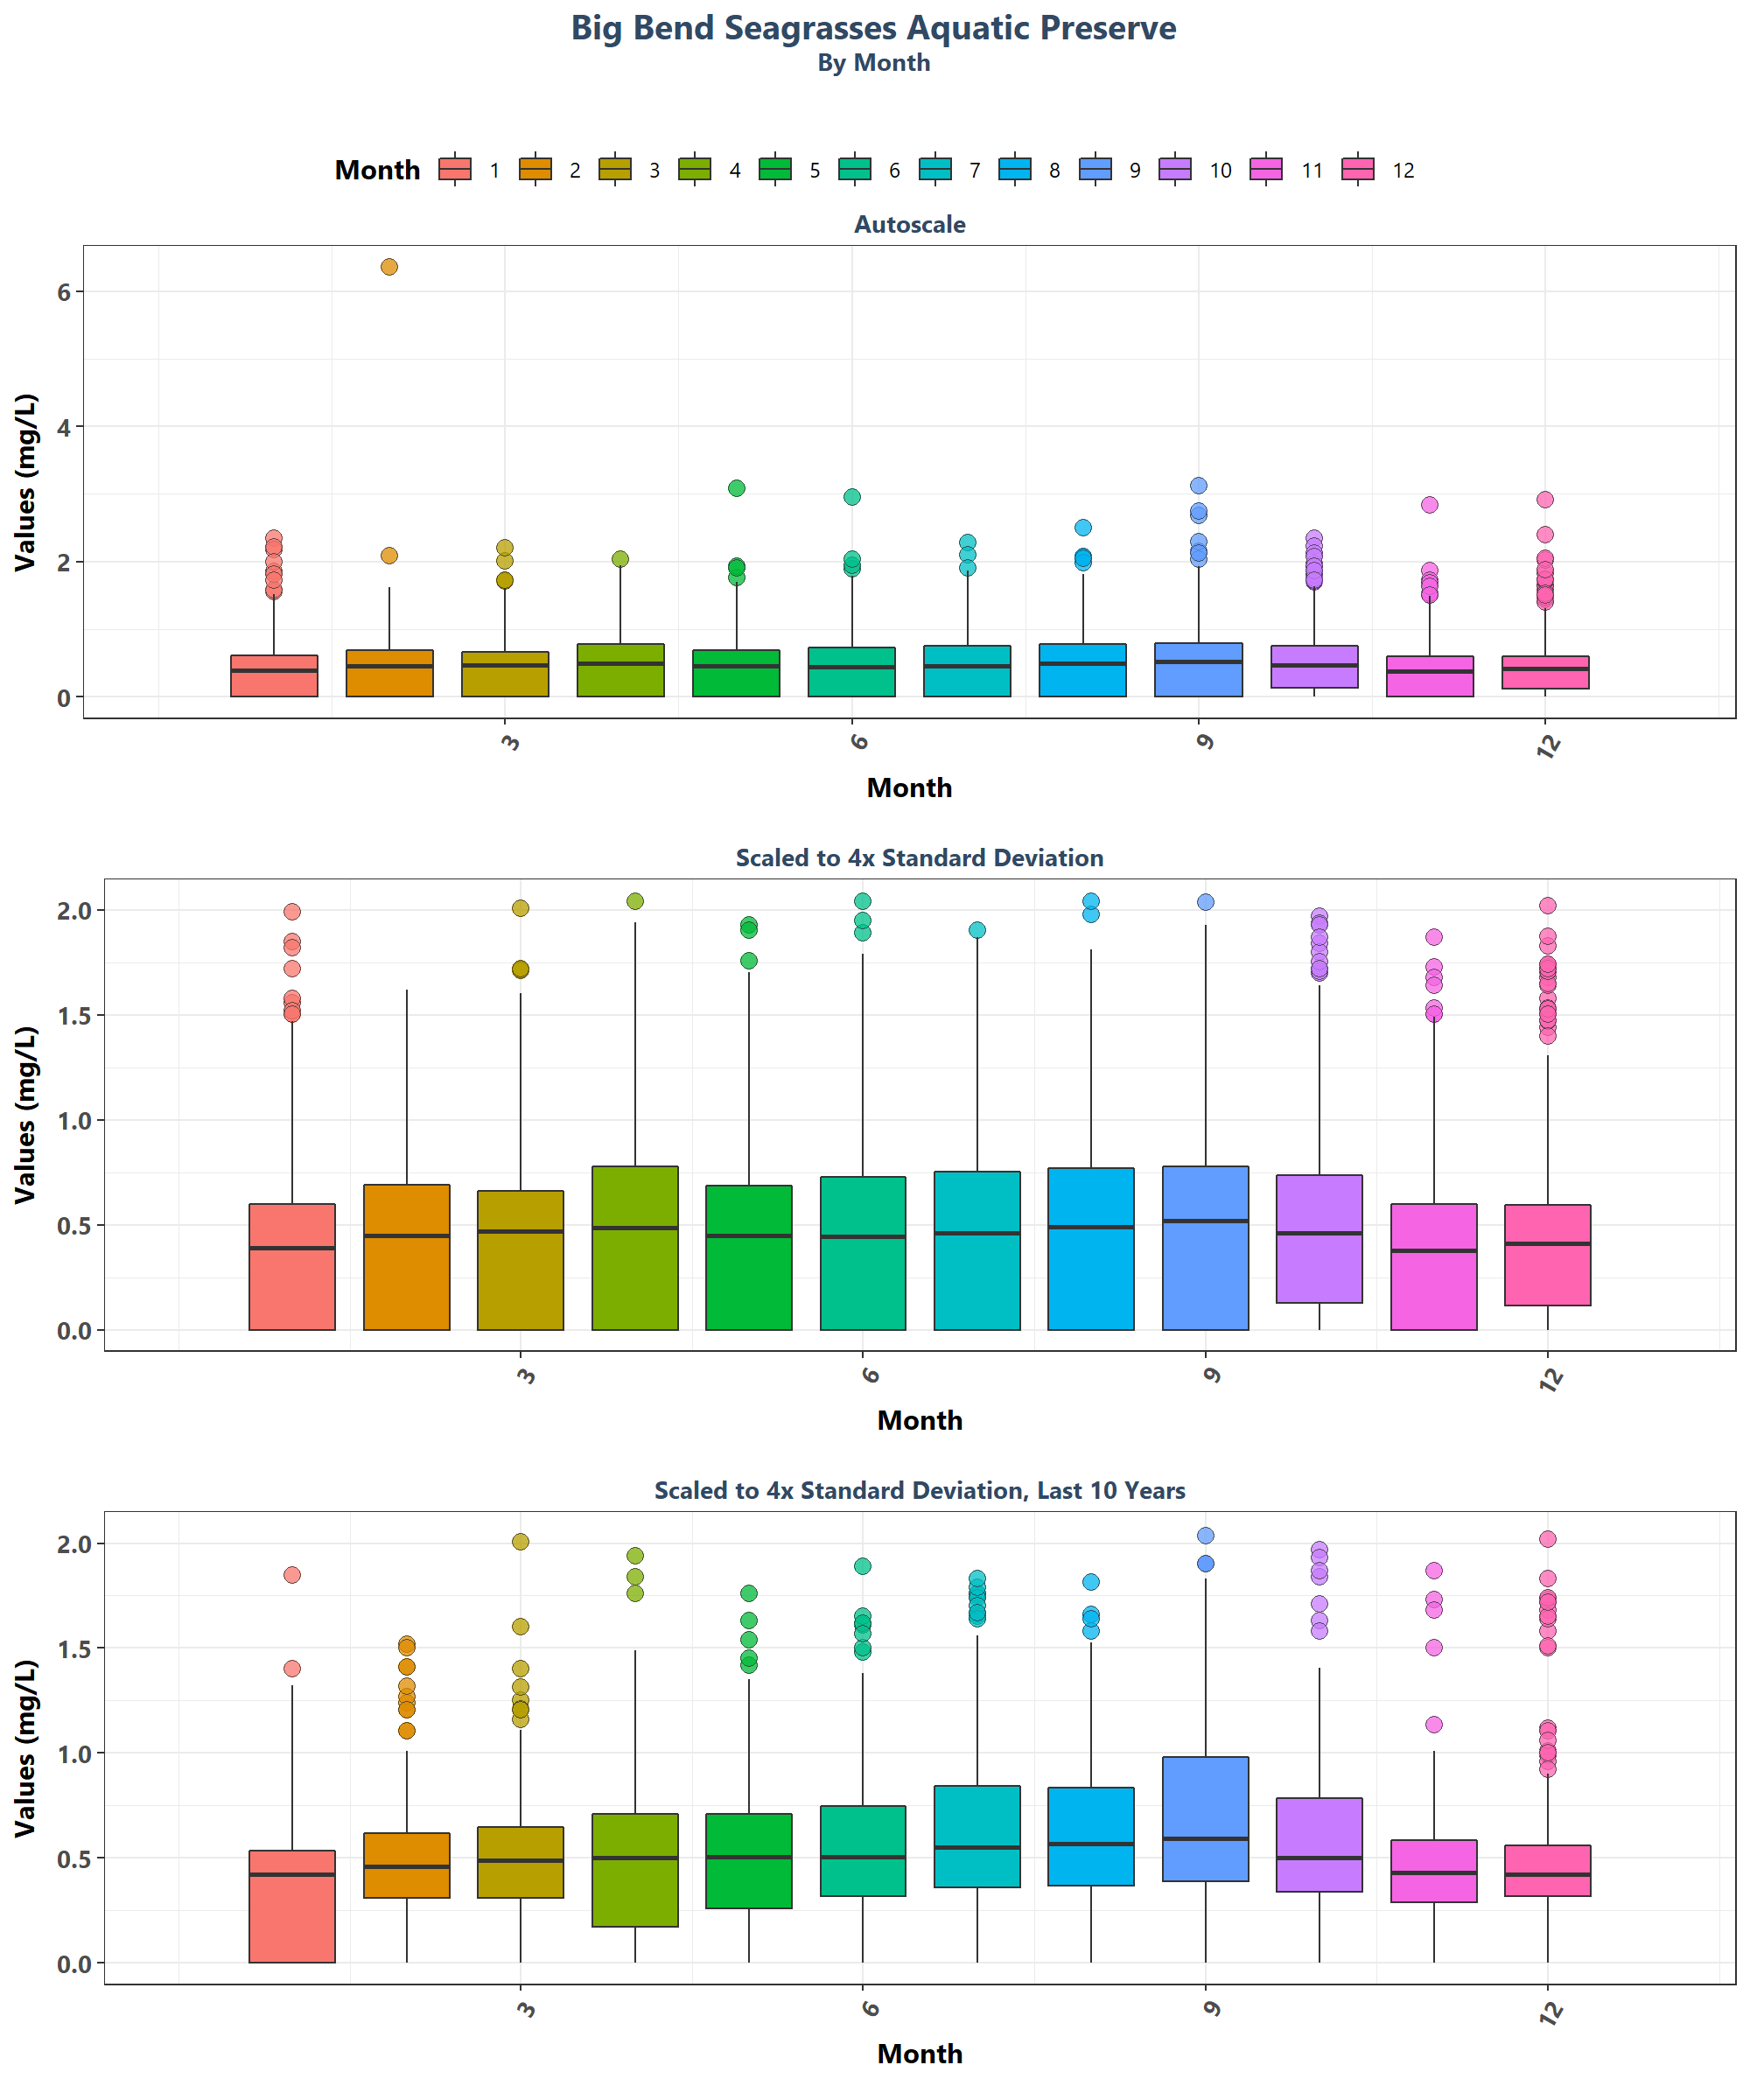 Big Bend Seagrasses Aquatic Preserve
By Month
Month 1 2 3 4 5 6 7 8 9 10 11 12
Autoscale
Values (mg/L)
6
4
2
0
3 6 9 12
Month
Scaled to 4x Standard Deviation
Values (mg/L)
2.0
1.5
1.0
0.5
0.0
3 6 9 12
Month
Scaled to 4x Standard Deviation, Last 10 Years
Values (mg/L)
2.0
1.5
1.0
0.5
0.0
3 6 9 12
Month